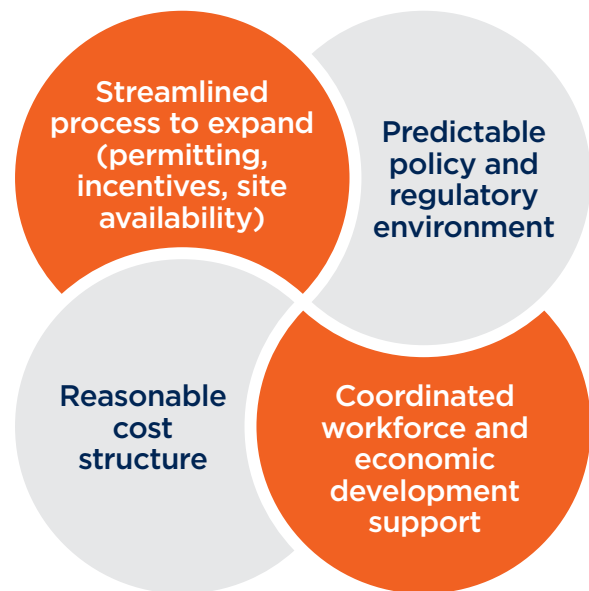 Streamlined
process to expand
(permitting,
incentives, site
availability)
Predictable
policy and
regulatory
environment
Reasonable
cost
structure
Coordinated
workforce and
economic
development
support